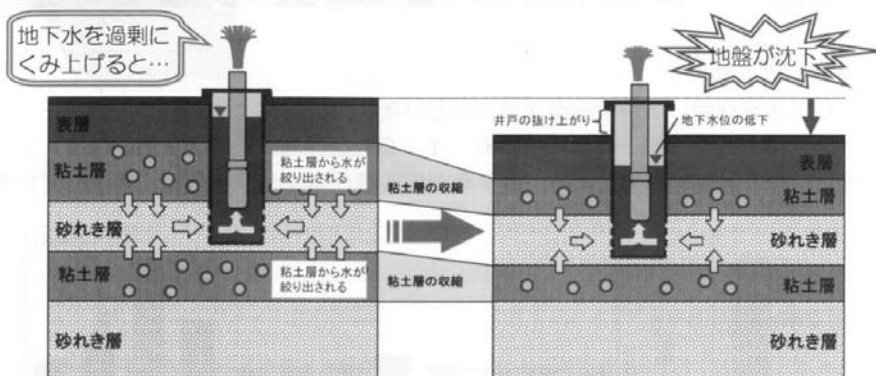 地下水を過剰に
くみ上げると…
地盤が沈下
井戸の抜け上がり
地下水位の低下
表層
粘土層
粘土層から水が
絞り出される
砂れき層
粘土層
粘土層から水が
絞り出される
砂れき層
粘土層の収縮
粘土層の収縮
表層
粘土層
砂れき層
粘土層
砂れき層